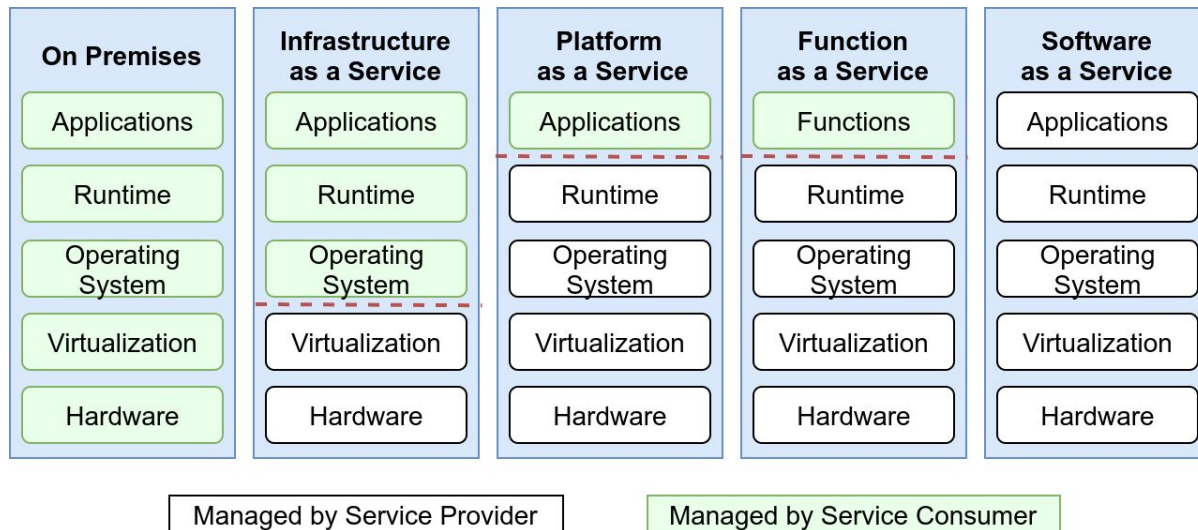 On Premises
Applications
Runtime
Operating
System
Virtualization
Hardware
Infrastructure
as a Service
Applications
Runtime
Operating
System
Virtualization
Hardware
Platform
as a Service
Applications
Runtime
Operating
System
Virtualization
Hardware
Function
as a Service
Functions
Runtime
Operating
System
Virtualization
Hardware
Software
as a Service
Applications
Runtime
Operating
System
Virtualization
Hardware
Managed by Service Provider
Managed by Service Consumer